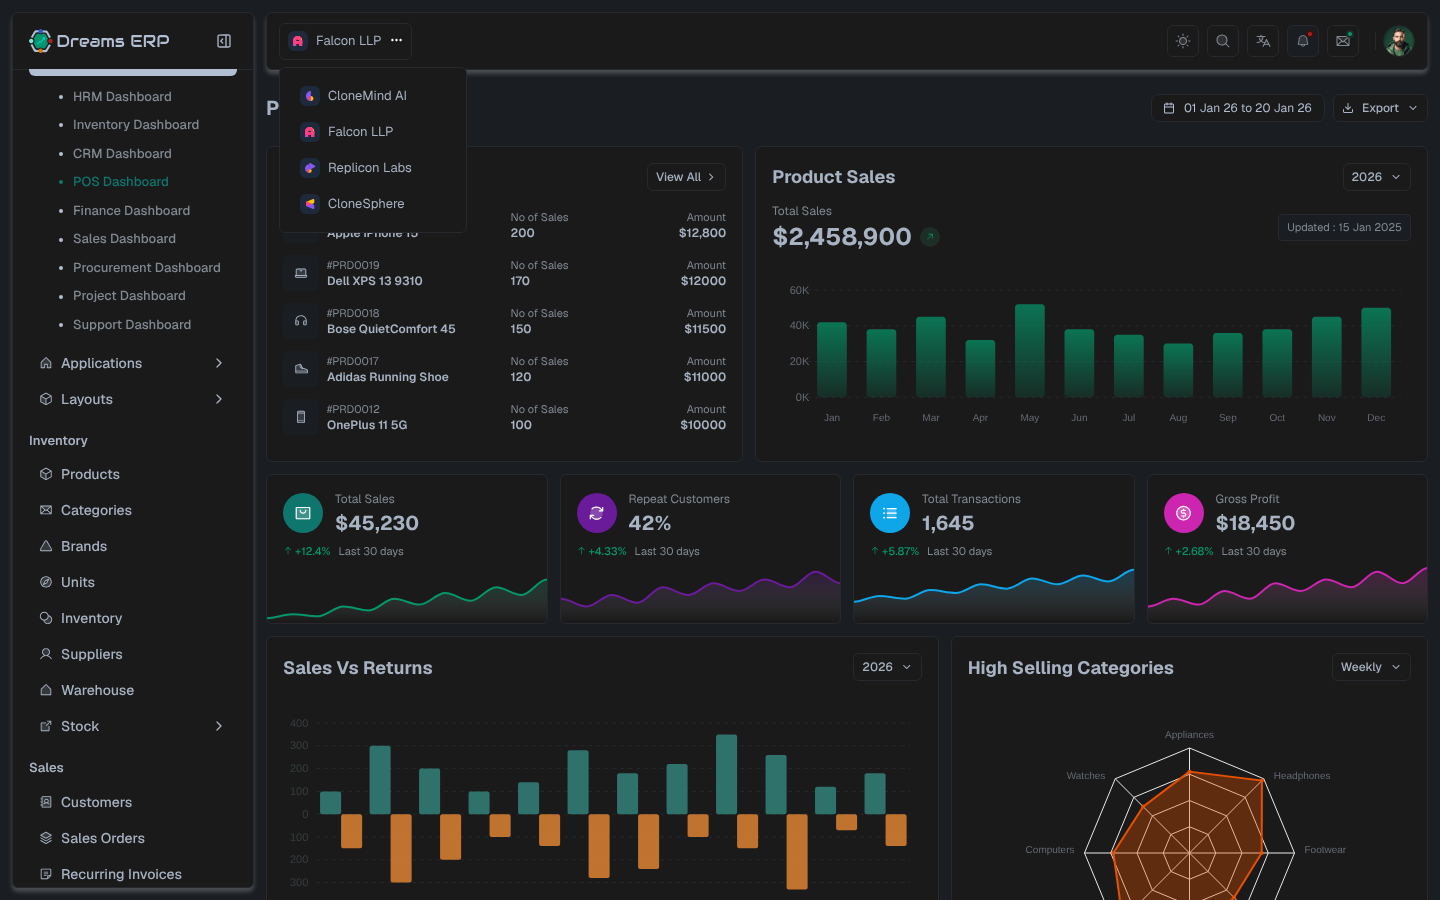 Dreams ERP
HRM Dashboard
Inventory Dashboard
CRM Dashboard
POS Dashboard
Finance Dashboard
Sales Dashboard
Procurement Dashboard
Project Dashboard
Support Dashboard
Applications
Layouts
Inventory
Products
Categories
Brands
Units
Inventory
Suppliers
Warehouse
Stock
Sales
Customers
Sales Orders
Recurring Invoices
Falcon LLP
CloneMind AI
Falcon LLP
Replicon Labs
CloneSphere
P
01 Jan 26 to 20 Jan 26
Export
View All
No of Sales Amount
Apple iPhone 15 200 $12,800
#PRD0019 No of Sales Amount
Dell XPS 13 9310 170 $12000
#PRD0018 No of Sales Amount
Bose QuietComfort 45 150 $11500
#PRD0017 No of Sales Amount
Adidas Running Shoe 120 $11000
#PRD0012 No of Sales Amount
OnePlus 11 5G 100 $10000
Product Sales
2026
Total Sales
$2,458,900
Updated : 15 Jan 2025
60K
40K
20K
0K
Jan Feb Mar Apr May Jun Jul Aug Sep Oct Nov Dec
Total Sales
$45,230
+12.4% Last 30 days
Repeat Customers
42%
+4.33% Last 30 days
Total Transactions
1,645
+5.87% Last 30 days
Gross Profit
$18,450
+2.68% Last 30 days
Sales Vs Returns
2026
400
300
200
100
0
100
200
300
High Selling Categories
Weekly
Appliances
Watches
Headphones
Computers
Footwear